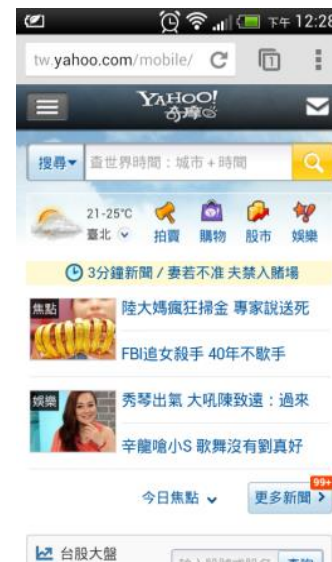 下午 12:28
tw.yahoo.com/mobile/
1
YAHOO!
奇摩
搜尋 查世界時間：城市 + 時間
21-25°C
臺北
拍賣 購物 股市 娛樂
3分鐘新聞 / 妻若不准 夫禁入賭場
焦點
陸大媽瘋狂掃金 專家說送死
FBI追女殺手 40年不歇手
娛樂
秀琴出氣 大吼陳致遠：過來
辛龍嗆小S 歌舞沒有劉真好
今日焦點
99+
更多新聞
台股大盤